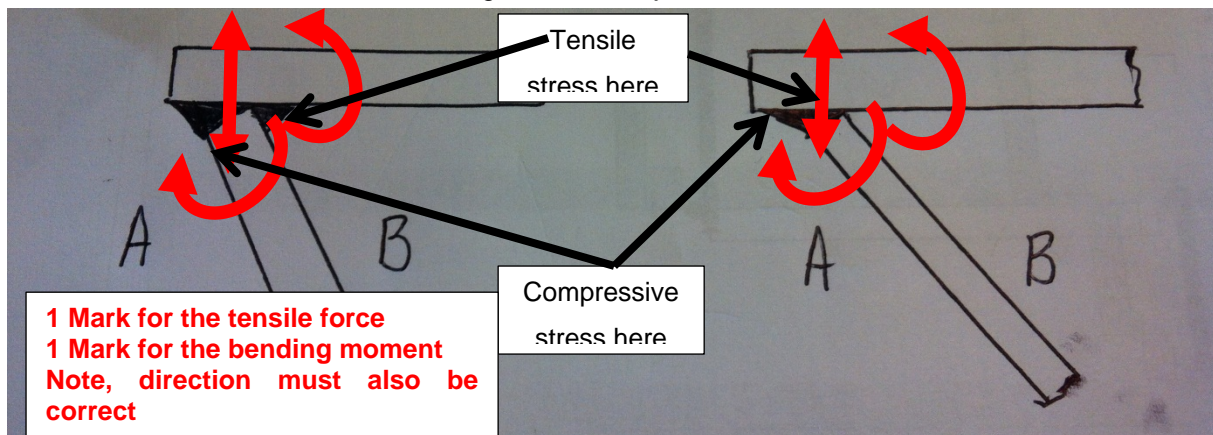 Tensile
stress here
A
B
A
B
Compressive
stress here
1 Mark for the tensile force
1 Mark for the bending moment
Note, direction must also be
correct